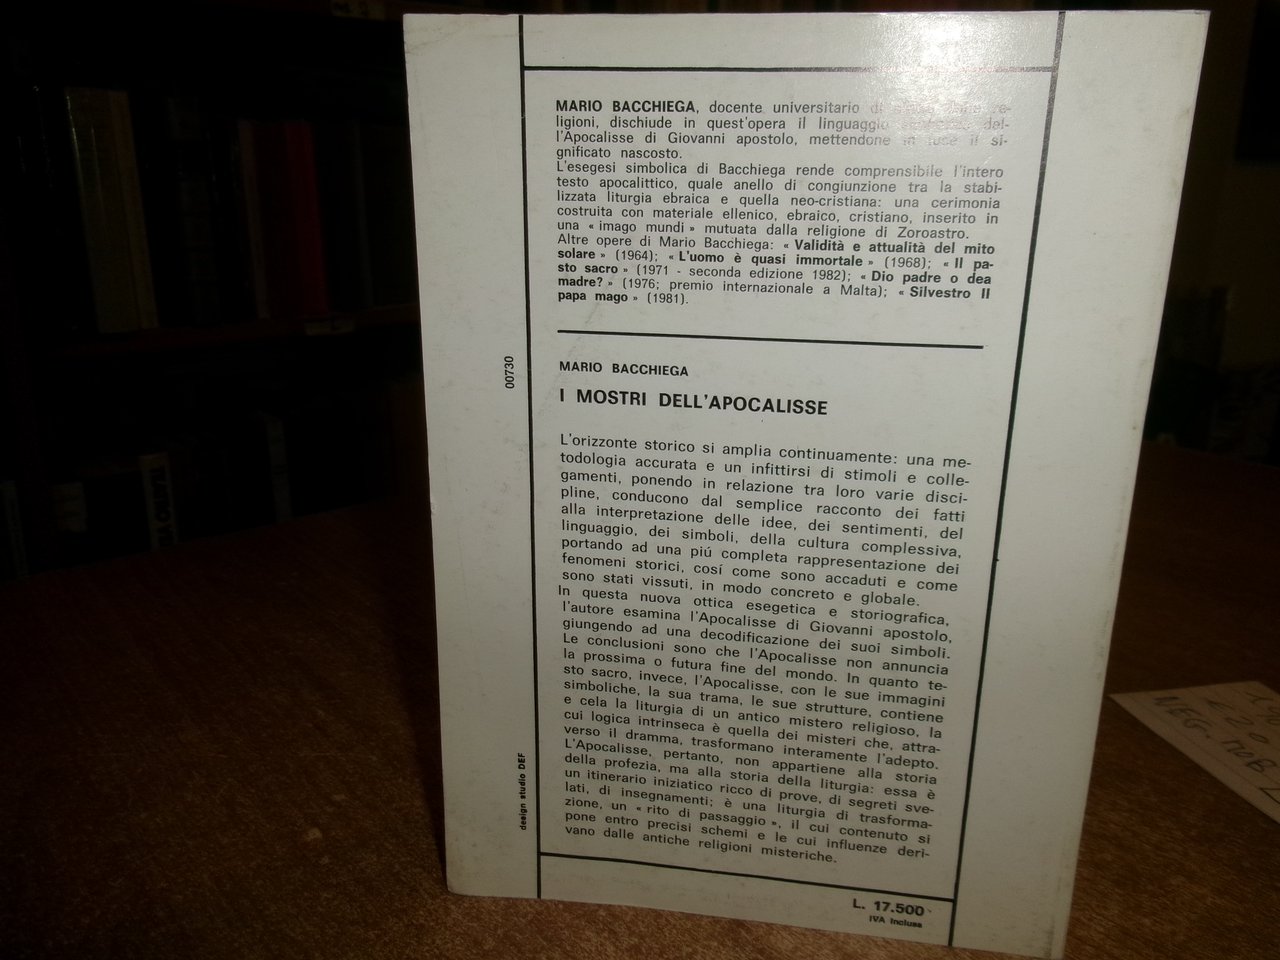 MARIO BACCHIEGA, docente universitario di storia delle re-
ligioni, dischiude in quest'opera il linguaggio del-
l'Apocalisse di Giovanni apostolo, mettendone in luce il si-
gnificato nascosto.
L'esegesi simbolica di Bacchiega rende comprensibile l'intero
testo apocalittico, quale anello di congiunzione tra la stabi-
lizzata liturgia ebraica e quella neo-cristiana: una cerimonia
costruita con materiale ellenico, ebraico, cristiano, inserito in
una « imago mundi » mutuata dalla religione di Zoroastro.
Altre opere di Mario Bacchiega: « Validità e attualità del mito
solare » (1964); « L'uomo è quasi immortale » (1968); « Il pa-
sto sacro » (1971 - seconda edizione 1982); « Dio padre o dea
madre? » (1976; premio internazionale a Malta); « Silvestro II
papa mago » (1981).
00730
MARIO BACCHIEGA
I MOSTRI DELL'APOCALISSE
L'orizzonte storico si amplia continuamente: una me-
todologia accurata e un infittirsi di stimoli e colle-
gamenti, ponendo in relazione tra loro varie disci-
pline, conducono dal semplice racconto dei fatti
alla interpretazione delle idee, dei sentimenti, del
linguaggio, dei simboli, della cultura complessiva,
portando ad una piú completa rappresentazione dei
fenomeni storici, cosí come sono accaduti e come
sono stati vissuti, in modo concreto e globale.
In questa nuova ottica esegetica e storiografica,
l'autore esamina l'Apocalisse di Giovanni apostolo,
giungendo ad una decodificazione dei suoi simboli.
Le conclusioni sono che l'Apocalisse non annuncia
la prossima o futura fine del mondo. In quanto te-
sto sacro, invece, l'Apocalisse, con le sue immagini
simboliche, la sua trama, le sue strutture, contiene
e cela la liturgia di un antico mistero religioso, la
cui logica intrinseca è quella dei misteri che, attra-
verso il dramma, trasformano interamente l'adepto.
L'Apocalisse, pertanto, non appartiene alla storia
della profezia, ma alla storia della liturgia: essa è
un itinerario iniziatico ricco di prove, di segreti sve-
lati, di insegnamenti; è una liturgia di trasforma-
zione, un « rito di passaggio », il cui contenuto si
pone entro precisi schemi e le cui influenze deri-
vano dalle antiche religioni misteriche.
design studio DEF
L. 17.500
IVA inclusa